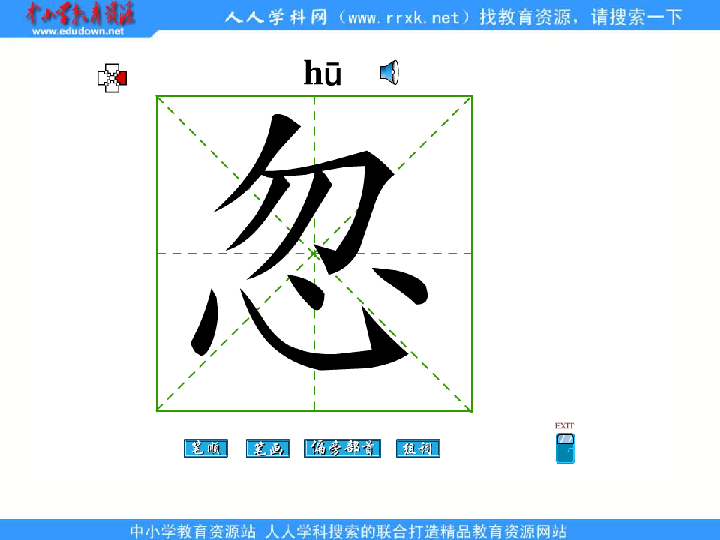 中小学教育资源
www.edudown.net
人人学科网（www.rrxk.net）找教育资源，请搜索一下
hū
忽
笔顺 笔画 偏旁部首 组词
EXIT
中小学教育资源站 人人学科搜索的联合打造精品教育资源网站